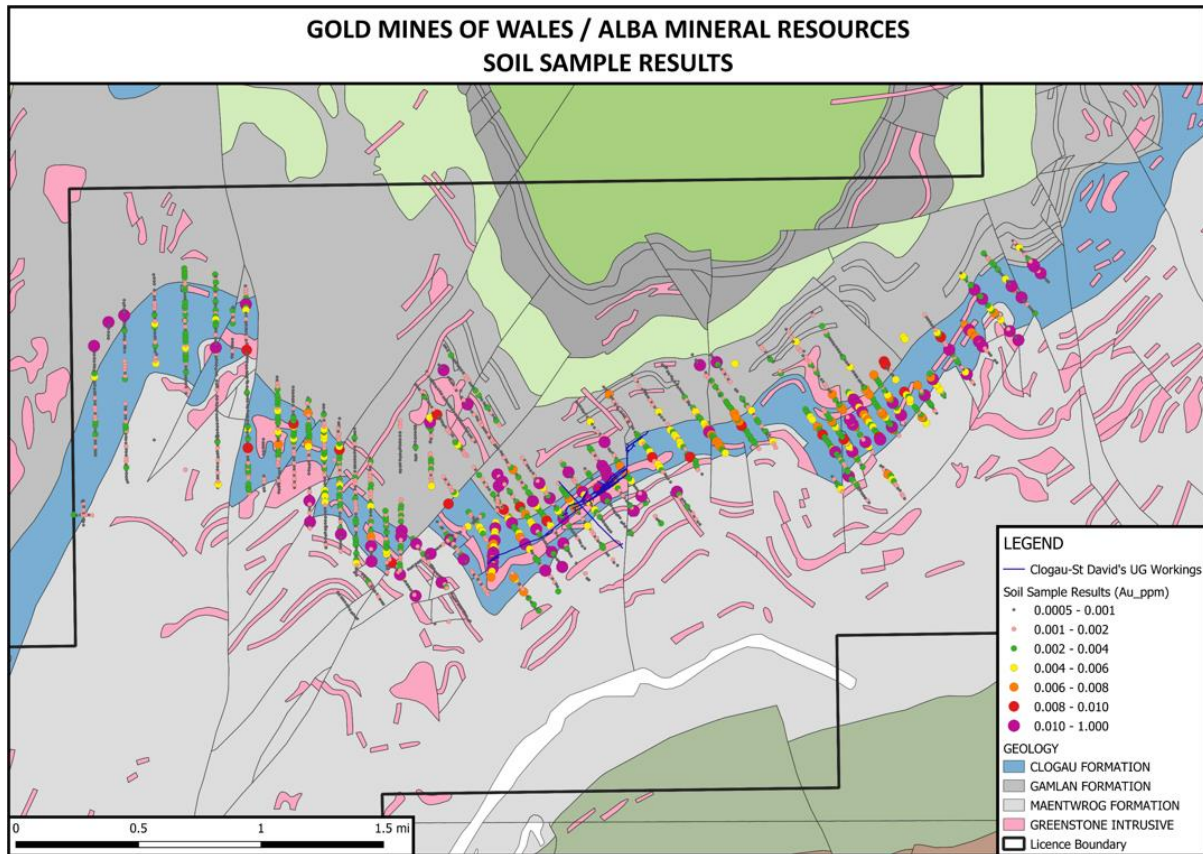 GOLD MINES OF WALES / ALBA MINERAL RESOURCES
SOIL SAMPLE RESULTS
LEGEND
Clogau-St David's UG Workings
Soil Sample Results (Au_ppm)
0.0005 - 0.001
0.001 - 0.002
0.002 - 0.004
0.004 - 0.006
0.006 - 0.008
0.008 - 0.010
0.010 - 1.000
GEOLOGY
CLOGAU FORMATION
GAMLAN FORMATION
MAENTWROG FORMATION
GREENSTONE INTRUSIVE
Licence Boundary
0 0.5 1 1.5 mi